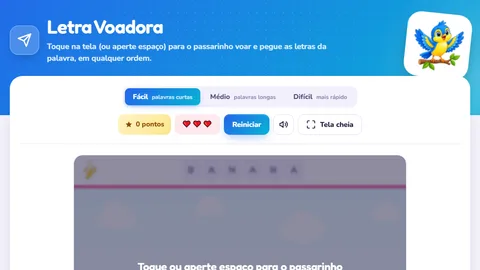 Letra Voadora
Toque na tela (ou aperte espaço) para o passarinho voar e pegue as letras da
palavra, em qualquer ordem.
Fácil palavras curtas Médio palavras longas Difícil mais rápido
0 pontos Reiniciar Tela cheia
B A N A N A
Toque ou aperte espaço para o passarinho